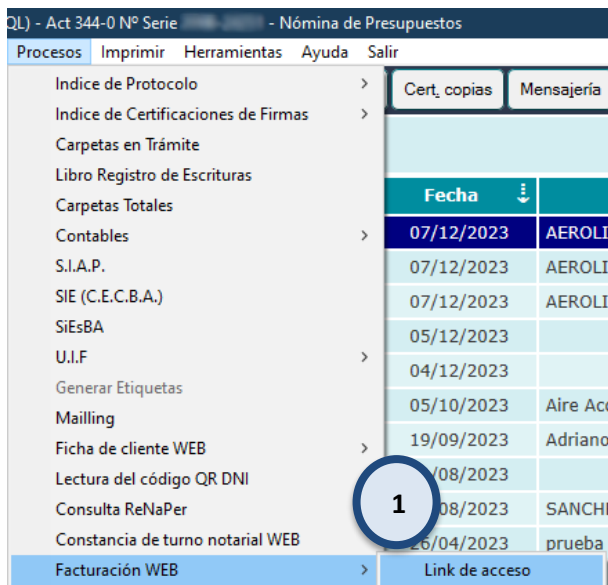 QL) - Act 344-0 Nº Serie - Nómina de Presupuestos
Procesos Imprimir Herramientas Ayuda Salir
Indice de Protocolo >
Indice de Certificaciones de Firmas >
Carpetas en Trámite
Libro Registro de Escrituras
Carpetas Totales
Contables >
S.I.A.P.
SIE (C.E.C.B.A.)
SiEsBA
U.I.F >
Generar Etiquetas
Mailling
Ficha de cliente WEB >
Lectura del código QR DNI
Consulta ReNaPer
Constancia de turno notarial WEB
Facturación WEB >
Link de acceso
1
Cert. copias Mensajería
Fecha
07/12/2023 AEROLI
07/12/2023 AEROLI
07/12/2023 AEROLI
05/12/2023
04/12/2023
05/10/2023 Aire Aco
19/09/2023 Adriano
/08/2023
08/2023 SANCH
26/04/2023 prueba